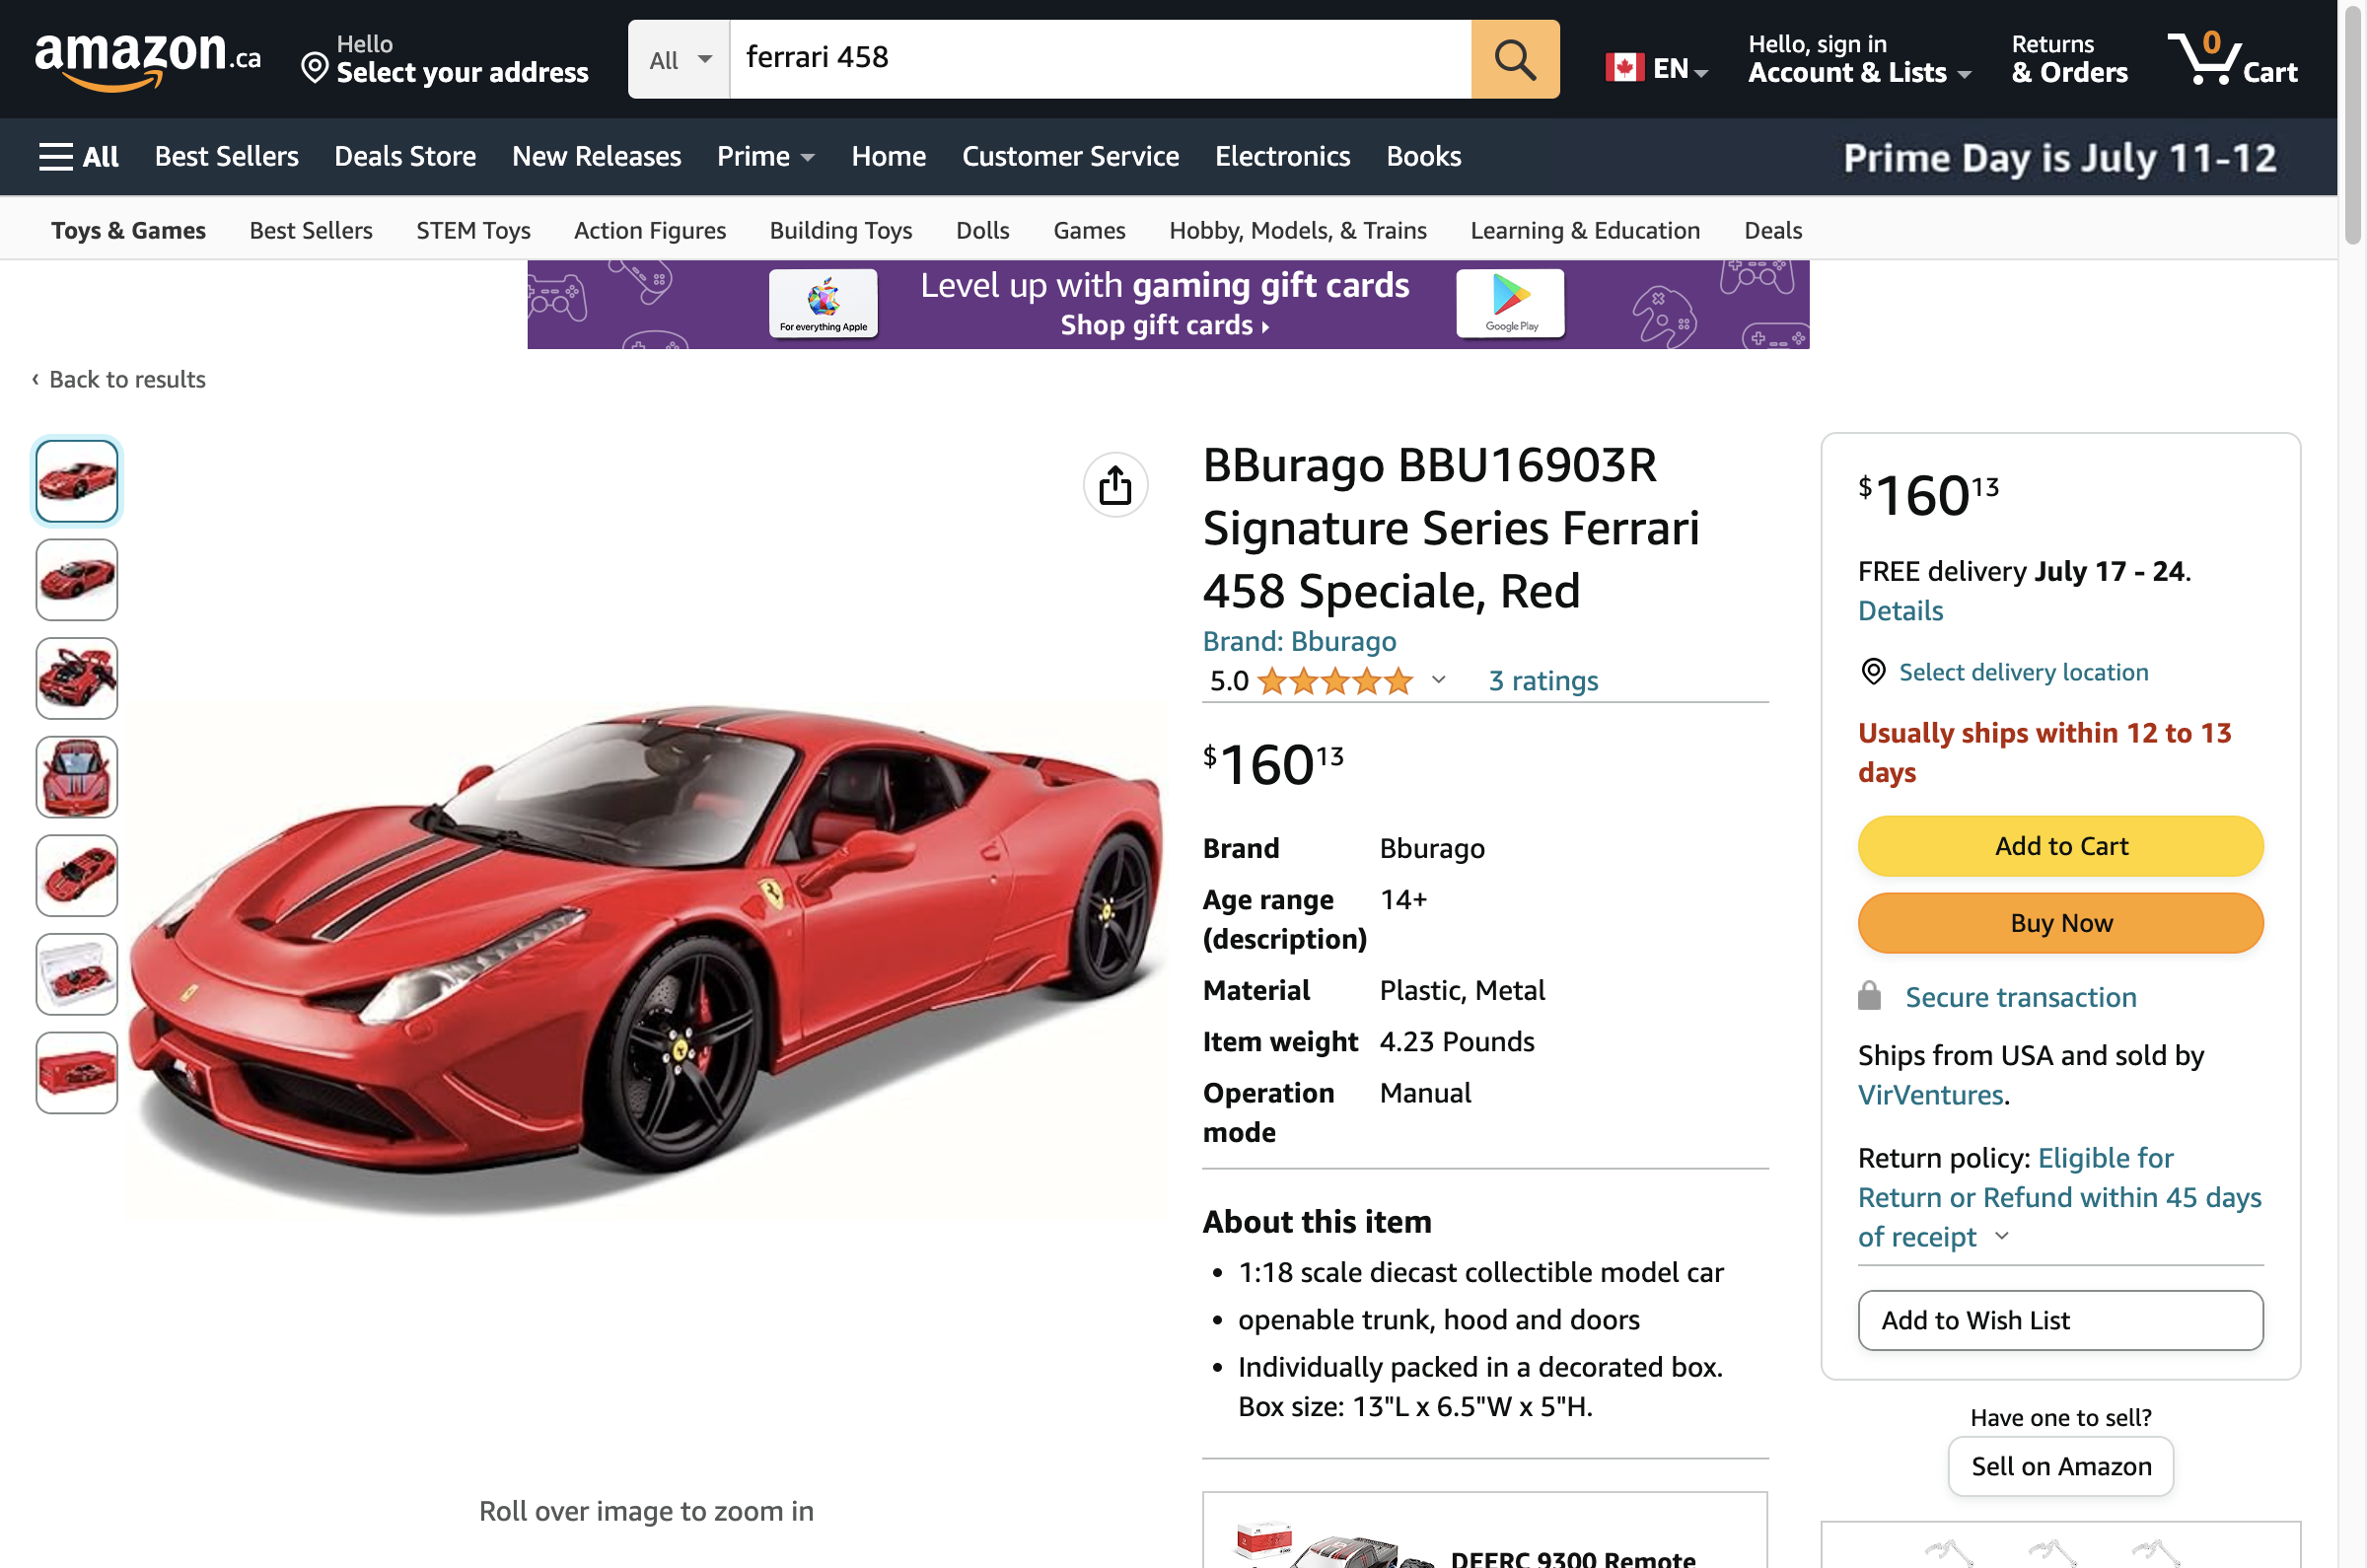 amazon.ca
Hello
Select your address
All
ferrari 458
EN
Hello, sign in
Account & Lists
Returns
& Orders
0
Cart
All
Best Sellers
Deals Store
New Releases
Prime
Home
Customer Service
Electronics
Books
Prime Day is July 11-12
Toys & Games
Best Sellers
STEM Toys
Action Figures
Building Toys
Dolls
Games
Hobby, Models, & Trains
Learning & Education
Deals
For everything Apple
Level up with gaming gift cards
Shop gift cards ›
Google Play
‹ Back to results
BBurago BBU16903R
Signature Series Ferrari
458 Speciale, Red
Brand: Bburago
5.0
3 ratings
$160 13
Brand Bburago
Age range 14+
(description)
Material Plastic, Metal
Item weight 4.23 Pounds
Operation Manual
mode
About this item
• 1:18 scale diecast collectible model car
• openable trunk, hood and doors
• Individually packed in a decorated box.
Box size: 13"L x 6.5"W x 5"H.
Roll over image to zoom in
DEERC 9300 Remote
$160 13
FREE delivery July 17 - 24.
Details
Select delivery location
Usually ships within 12 to 13
days
Add to Cart
Buy Now
Secure transaction
Ships from USA and sold by
VirVentures.
Return policy: Eligible for
Return or Refund within 45 days
of receipt
Add to Wish List
Have one to sell?
Sell on Amazon